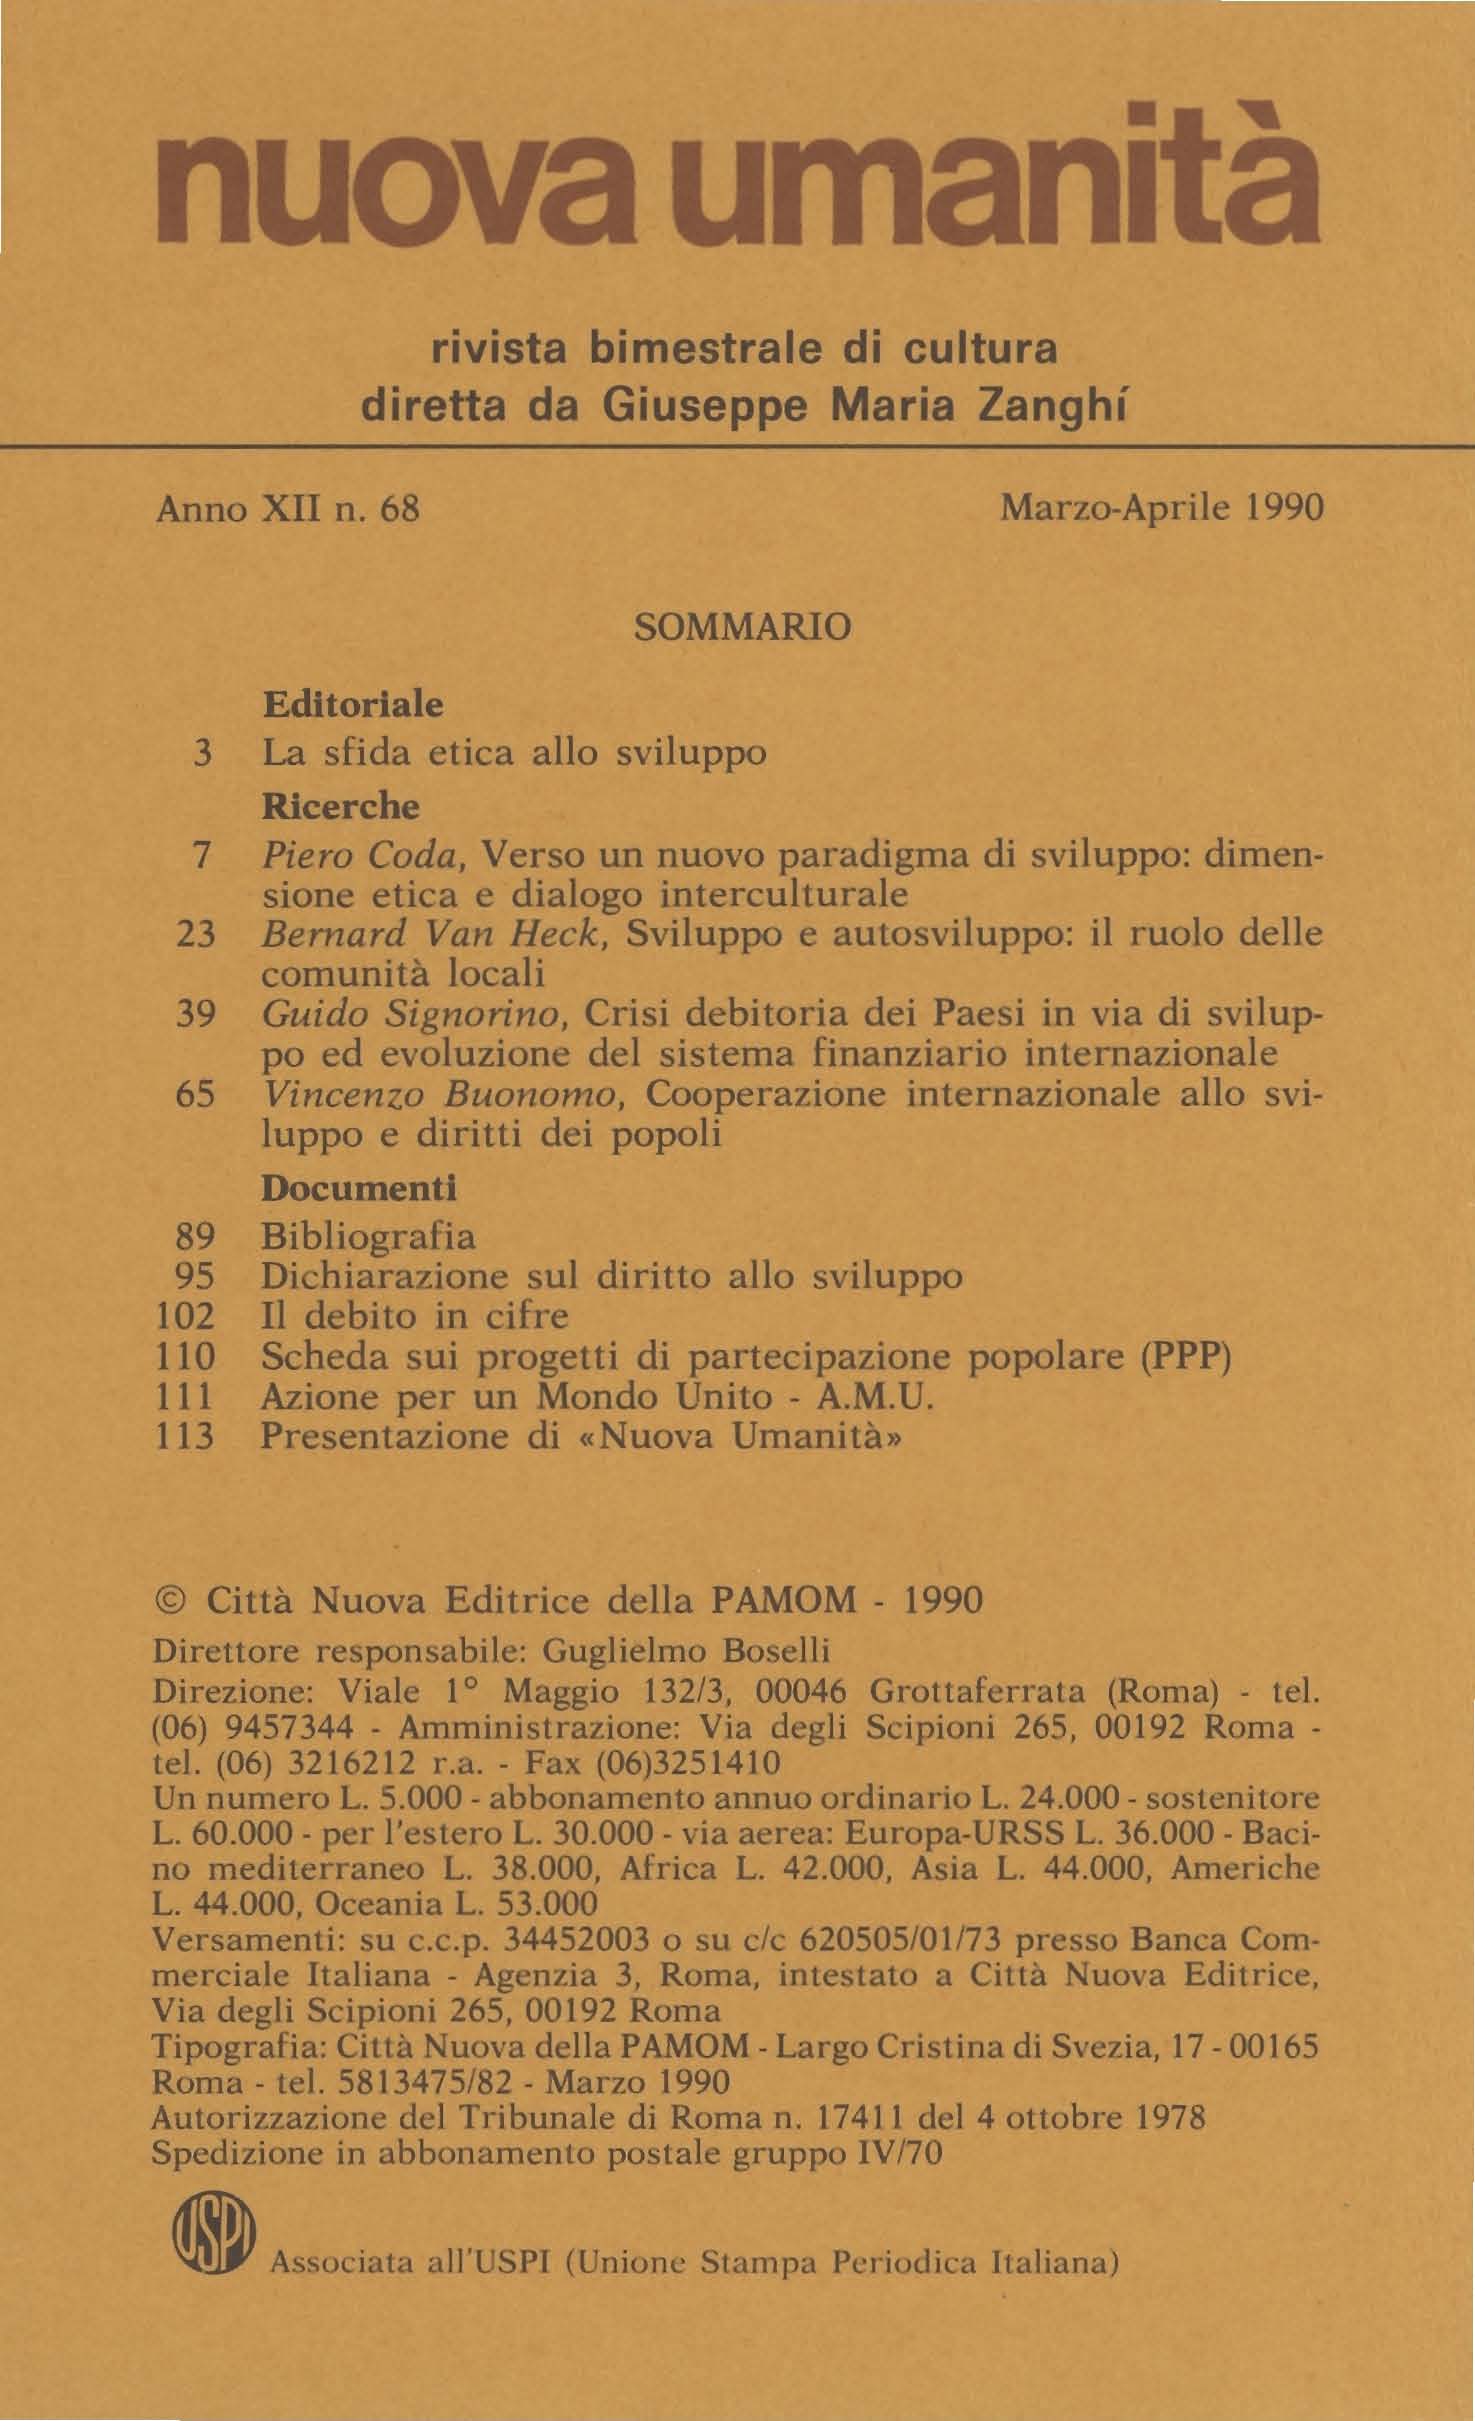 nuova umanità
rivista bimestrale di cultura
diretta da Giuseppe Maria Zanghí
Anno XII n. 68 Marzo-Aprile 1990
SOMMARIO
Editoriale
3 La sfida etica allo sviluppo
Ricerche
7 Piero Coda, Verso un nuovo paradigma di sviluppo: dimen-
sione etica e dialogo interculturale
23 Bernard Van Heck, Sviluppo e autosviluppo: il ruolo delle
comunità locali
39 Guido Signorino, Crisi debitoria dei Paesi in via di svilup-
po ed evoluzione del sistema finanziario internazionale
65 Vincenzo Buonomo, Cooperazione internazionale allo svi-
luppo e diritti dei popoli
Documenti
89 Bibliografia
95 Dichiarazione sul diritto allo sviluppo
102 Il debito in cifre
110 Scheda sui progetti di partecipazione popolare (PPP)
111 Azione per un Mondo Unito - A.M.U.
113 Presentazione di «Nuova Umanità»
© Città Nuova Editrice della PAMOM - 1990
Direttore responsabile: Guglielmo Boselli
Direzione: Viale 1° Maggio 132/3, 00046 Grottaferrata (Roma) - tel.
(06) 9457344 - Amministrazione: Via degli Scipioni 265, 00192 Roma -
tel. (06) 3216212 r.a. - Fax (06)3251410
Un numero L. 5.000 - abbonamento annuo ordinario L. 24.000 - sostenitore
L. 60.000 - per l'estero L. 30.000 - via aerea: Europa-URSS L. 36.000 - Baci-
no mediterraneo L. 38.000, Africa L. 42.000, Asia L. 44.000, Americhe
L. 44.000, Oceania L. 53.000
Versamenti: su c.c.p. 34452003 o su c/c 620505/01/73 presso Banca Com-
merciale Italiana - Agenzia 3, Roma, intestato a Città Nuova Editrice,
Via degli Scipioni 265, 00192 Roma
Tipografia: Città Nuova della PAMOM - Largo Cristina di Svezia, 17 - 00165
Roma - tel. 5813475/82 - Marzo 1990
Autorizzazione del Tribunale di Roma n. 17411 del 4 ottobre 1978
Spedizione in abbonamento postale gruppo IV/70
USPI
Associata all'USPI (Unione Stampa Periodica Italiana)